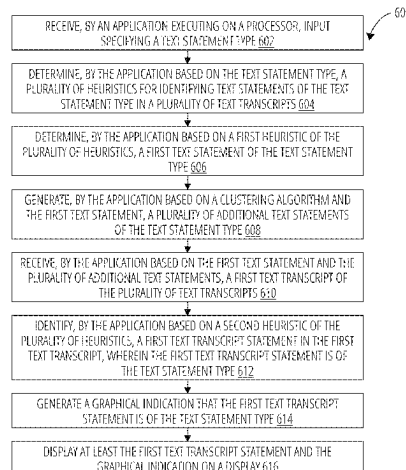 60
RECEIVE, BY AN APPLICATION EXECUTING ON A PROCESSOR, INPUT
SPECIFYING A TEXT STATEMENT TYPE 602
DETERMINE, BY THE APPLICATION BASED ON THE TEXT STATEMENT TYPE, A
PLURALITY OF HEURISTICS FOR IDENTIFYING TEXT STATEMENTS OF THE TEXT
STATEMENT TYPE IN A PLURALITY OF TEXT TRANSCRIPTS 604
DETERMINE, BY THE APPLICATION BASED ON A FIRST HEURISTIC OF THE
PLURALITY OF HEURISTICS, A FIRST TEXT STATEMENT OF THE TEXT STATEMENT
TYPE 606
GENERATE, BY THE APPLICATION BASED ON A CLUSTERING ALGORITHM AND
THE FIRST TEXT STATEMENT, A PLURALITY OF ADDITIONAL TEXT STATEMENTS
OF THE TEXT STATEMENT TYPE 608
RECEIVE, BY THE APPLICATION BASED ON THE FIRST TEXT STATEMENT AND THE
PLURALITY OF ADDITIONAL TEXT STATEMENTS, A FIRST TEXT TRANSCRIPT OF
THE PLURALITY OF TEXT TRANSCRIPTS 610
IDENTIFY, BY THE APPLICATION BASED ON A SECOND HEURISTIC OF THE
PLURALITY OF HEURISTICS, A FIRST TEXT TRANSCRIPT STATEMENT IN THE FIRST
TEXT TRANSCRIPT, WHEREIN THE FIRST TEXT TRANSCRIPT STATEMENT IS OF
THE TEXT STATEMENT TYPE 612
GENERATE A GRAPHICAL INDICATION THAT THE FIRST TEXT TRANSCRIPT
STATEMENT IS OF THE TEXT STATEMENT TYPE 614
DISPLAY AT LEAST THE FIRST TEXT TRANSCRIPT STATEMENT AND THE
GRAPHICAL INDICATION ON A DISPLAY 616